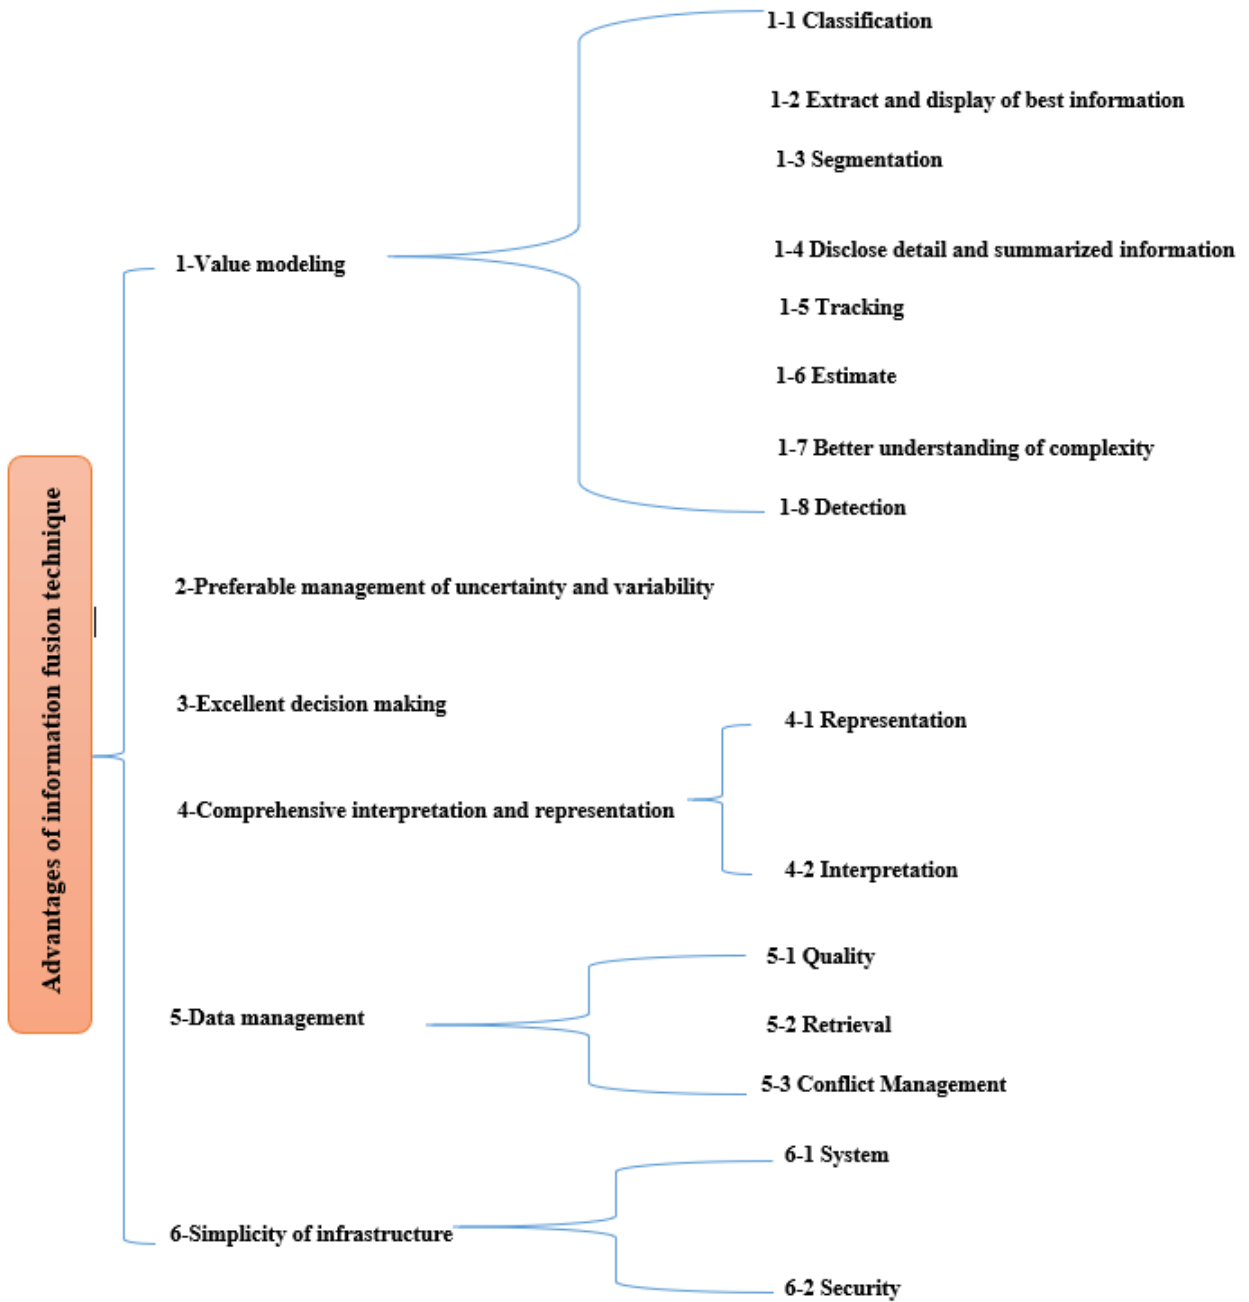 Advantages of information fusion technique
1-Value modeling
1-1 Classification
1-2 Extract and display of best information
1-3 Segmentation
1-4 Disclose detail and summarized information
1-5 Tracking
1-6 Estimate
1-7 Better understanding of complexity
1-8 Detection
2-Preferable management of uncertainty and variability
3-Excellent decision making
4-Comprehensive interpretation and representation
4-1 Representation
4-2 Interpretation
5-Data management
5-1 Quality
5-2 Retrieval
5-3 Conflict Management
6-Simplicity of infrastructure
6-1 System
6-2 Security